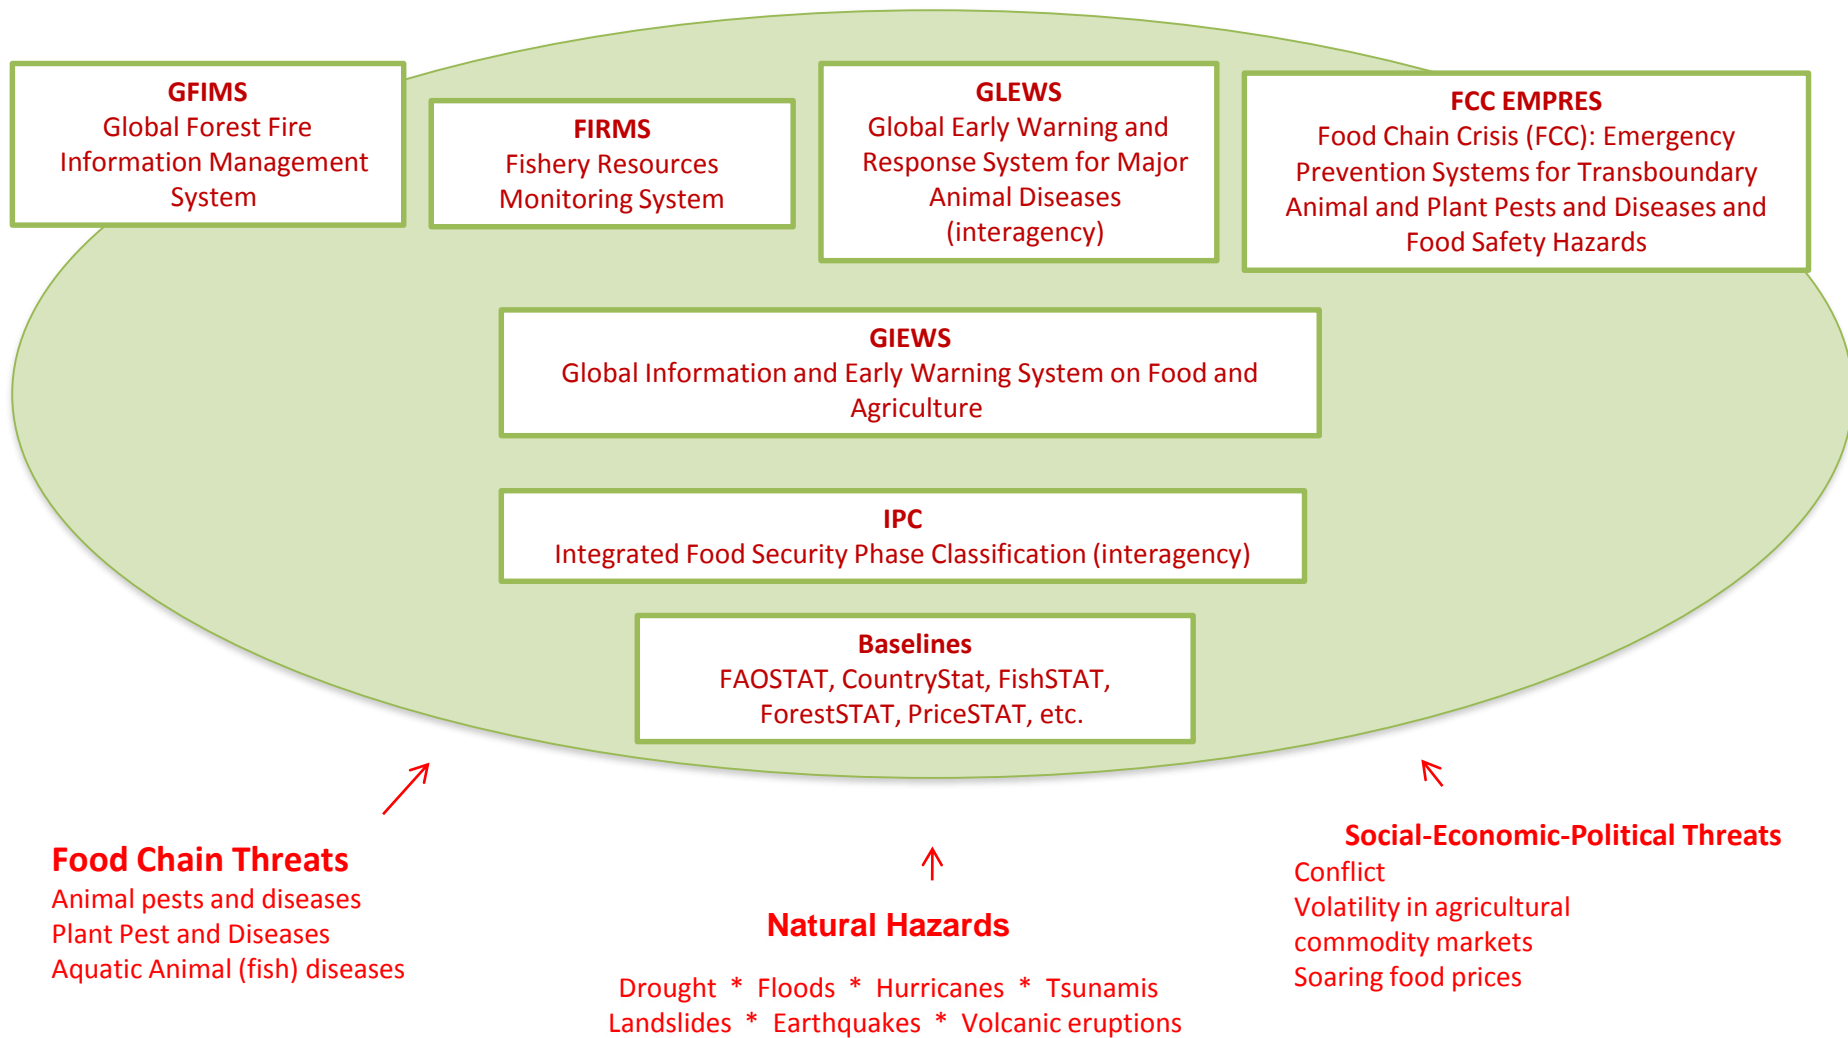 GFIMS
Global Forest Fire
Information Management
System
FIRMS
Fishery Resources
Monitoring System
GLEWS
Global Early Warning and
Response System for Major
Animal Diseases
(interagency)
FCC EMPRES
Food Chain Crisis (FCC): Emergency
Prevention Systems for Transboundary
Animal and Plant Pests and Diseases and
Food Safety Hazards
GIEWS
Global Information and Early Warning System on Food and
Agriculture
IPC
Integrated Food Security Phase Classification (interagency)
Baselines
FAOSTAT, CountryStat, FishSTAT,
ForestSTAT, PriceSTAT, etc.
Food Chain Threats
Animal pests and diseases
Plant Pest and Diseases
Aquatic Animal (fish) diseases
Natural Hazards
Drought * Floods * Hurricanes * Tsunamis
Landslides * Earthquakes * Volcanic eruptions
Social-Economic-Political Threats
Conflict
Volatility in agricultural
commodity markets
Soaring food prices